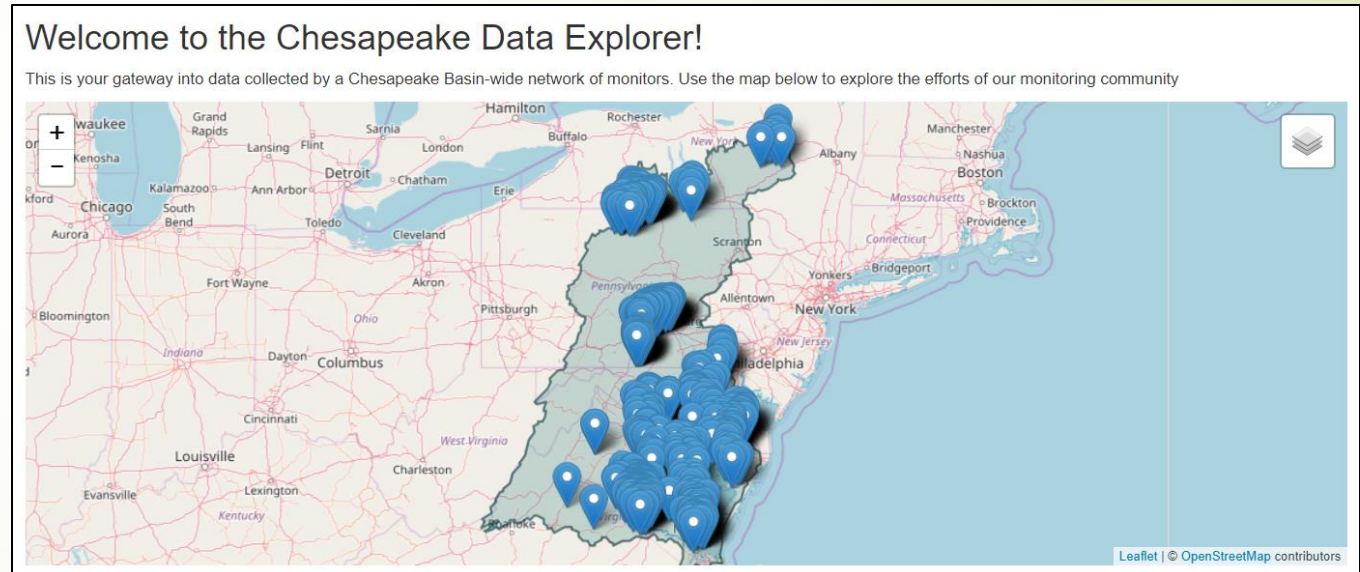 Welcome to the Chesapeake Data Explorer!
This is your gateway into data collected by a Chesapeake Basin-wide network of monitors. Use the map below to explore the efforts of our monitoring community
+
−
waukee
Grand
Rapids
Sarnia
Hamilton
Rochester
Manchester
Kenosha
Lansing
Flint
London
Buffalo
New York
Albany
Nashua
Detroit
Chatham
Boston
kford
Chicago
Kalamazoo
Ann Arbor
Erie
Massachusetts
Brockton
South
Bend
Toledo
Providence
Aurora
Cleveland
Scranton
Connecticut
Fort Wayne
Akron
Yonkers
Bridgeport
Pennsylvania
Allentown
Bloomington
Pittsburgh
New York
Ohio
New Jersey
Indiana
Dayton
Columbus
Cincinnati
West Virginia
Louisville
Charleston
Evansville
Lexington
Kentucky
Roanoke
Leaflet | © OpenStreetMap contributors